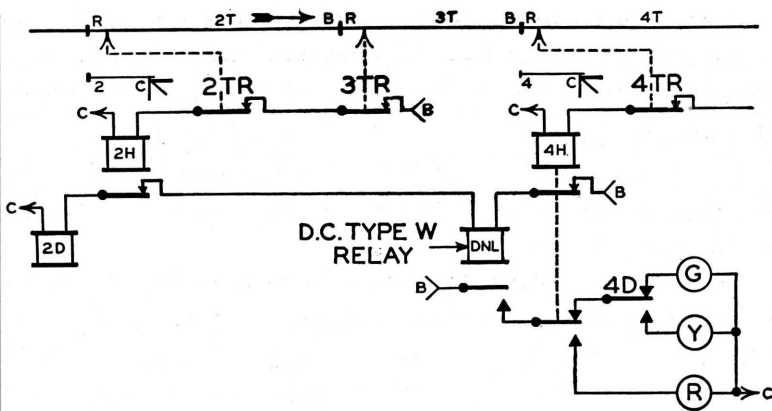 R 2T B R 3T B R 4T
2 C 2TR 3TR 4 C 4TR
C B C
2H 4H.
C B
2D D.C. TYPE W RELAY DNL
B 4D G
Y
R C